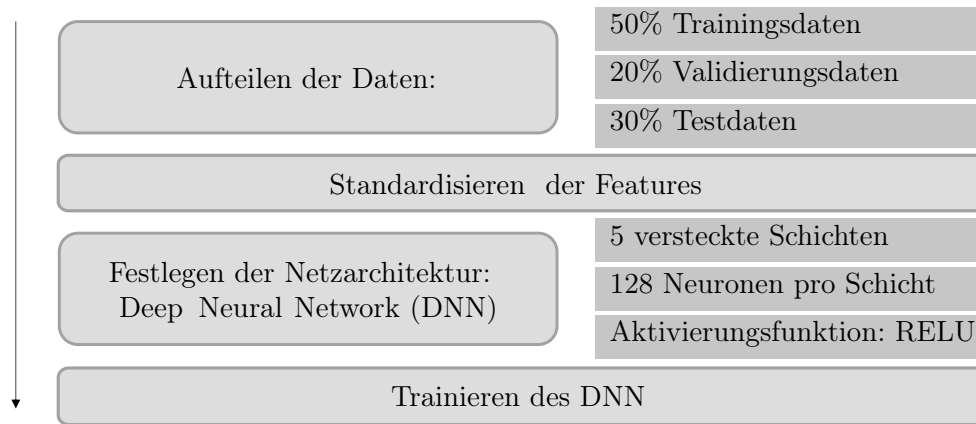 Aufteilen der Daten:
50% Trainingsdaten
20% Validierungsdaten
30% Testdaten
Standardisieren der Features
Festlegen der Netzarchitektur:
Deep Neural Network (DNN)
5 versteckte Schichten
128 Neuronen pro Schicht
Aktivierungsfunktion: RELU
Trainieren des DNN